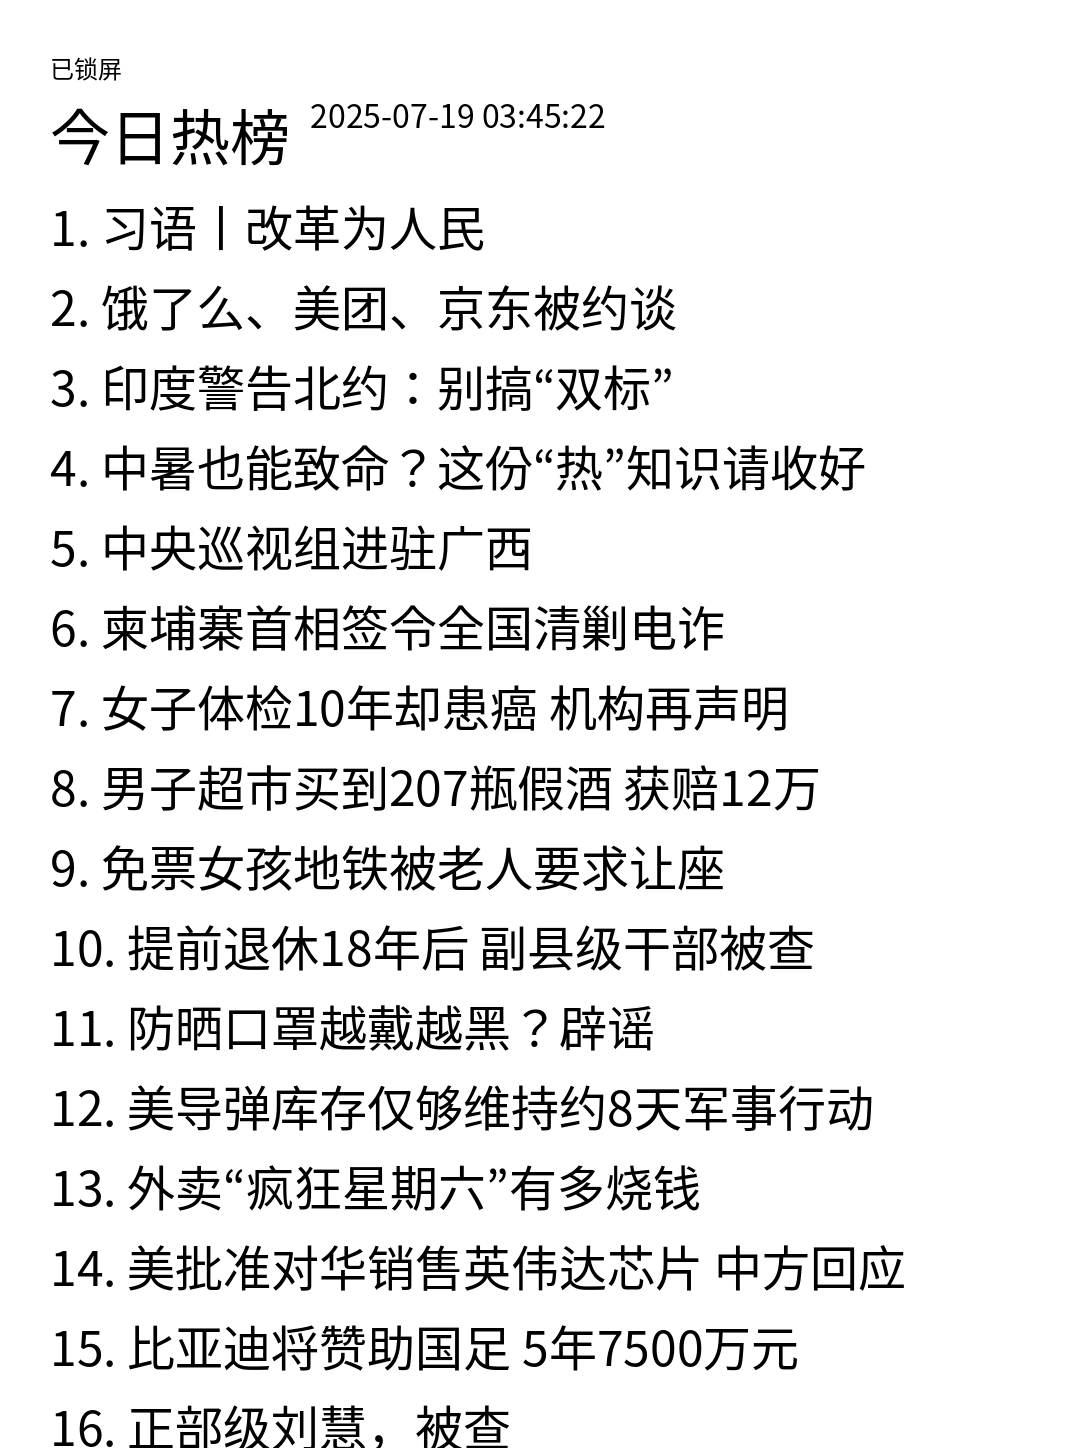 已锁屏
今日热榜 2025-07-19 03:45:22
1. 习语丨改革为人民
2. 饿了么、美团、京东被约谈
3. 印度警告北约：别搞“双标”
4. 中暑也能致命？这份“热”知识请收好
5. 中央巡视组进驻广西
6. 柬埔寨首相签令全国清剿电诈
7. 女子体检10年却患癌 机构再声明
8. 男子超市买到207瓶假酒 获赔12万
9. 免票女孩地铁被老人要求让座
10. 提前退休18年后 副县级干部被查
11. 防晒口罩越戴越黑？辟谣
12. 美导弹库存仅够维持约8天军事行动
13. 外卖“疯狂星期六”有多烧钱
14. 美批准对华销售英伟达芯片 中方回应
15. 比亚迪将赞助国足 5年7500万元
16. 正部级刘慧，被查